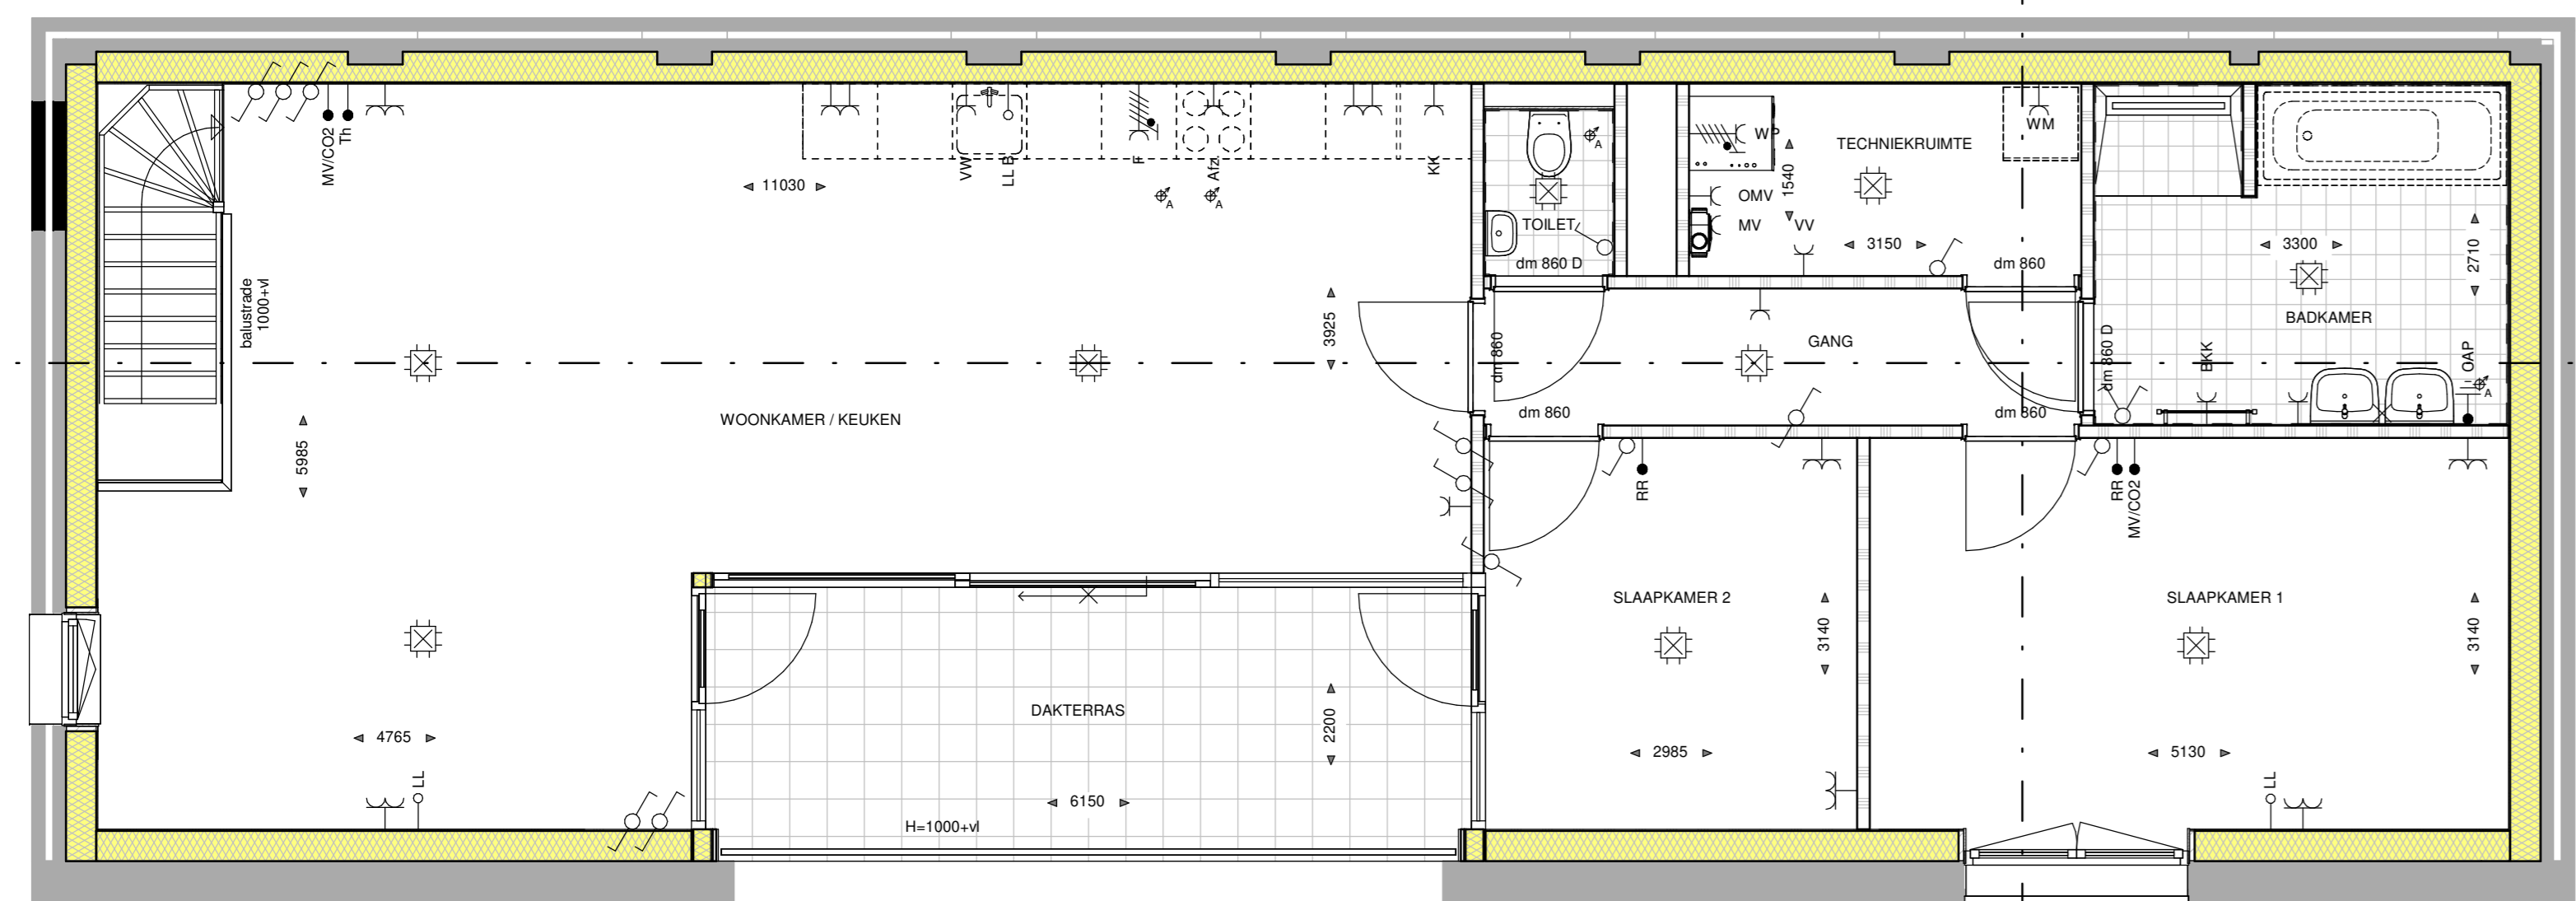 MV/CO2
Th
11030
VW
LL B
F
Afz.
A
A
KK
A
TOILET
dm 860 D
WP
1540
TECHNIEKRUIMTE
WM
OMV
MV
VV
3150
dm 860
3300
2710
BADKAMER
balustrade
1000+vl
3925
dm 860
GANG
dm 860 D
BKK
OAP
A
WOONKAMER / KEUKEN
dm 860
dm 860
5985
RR
RR
MV/CO2
SLAAPKAMER 2
3140
SLAAPKAMER 1
3140
DAKTERRAS
2200
4765
2985
5130
LL
6150
H=1000+vl
LL